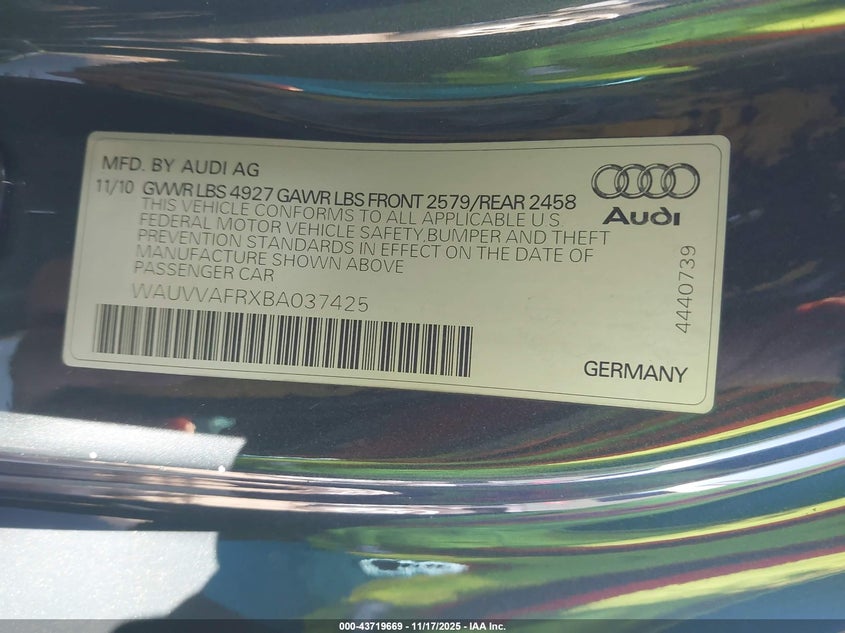 MFD. BY AUDI AG
11/10 GVWR LBS 4927 GAWR LBS FRONT 2579/REAR 2458
THIS VEHICLE CONFORMS TO ALL APPLICABLE U S
FEDERAL MOTOR VEHICLE SAFETY,BUMPER AND THEFT
PREVENTION STANDARDS IN EFFECT ON THE DATE OF
MANUFACTURE SHOWN ABOVE
PASSENGER CAR
WAUVVAFRXBA037425
Audi
4440739
GERMANY
000-43719669 - 11/17/2025 - IAA Inc.